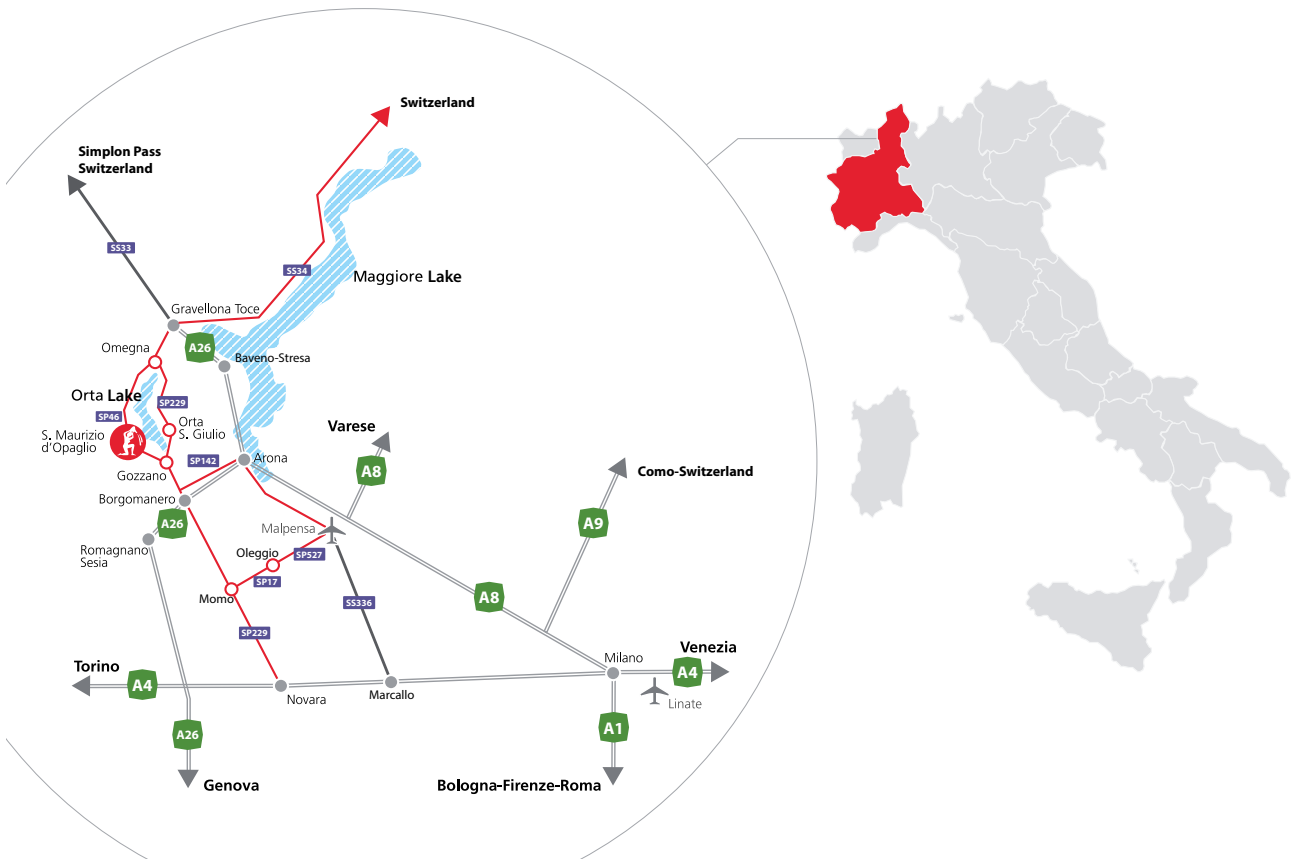 Switzerland
Simplon Pass
Switzerland
SS33
SS34
Maggiore Lake
Gravellona Toce
A26
Omegna
Baveno-Stresa
Orta Lake
SP229
SP46
Orta
S. Giulio
S. Maurizio
d'Opaglio
Varese
SP142
Arona
A8
Como-Switzerland
Gozzano
Borgomanero
A26
Malpensa
A9
Romagnano
Sesia
Oleggio
SP527
SP17
Momo
SS336
A8
SP229
Torino
A4
Novara
Marcallo
Milano
Venezia
A4
Linate
A26
A1
Genova
Bologna-Firenze-Roma